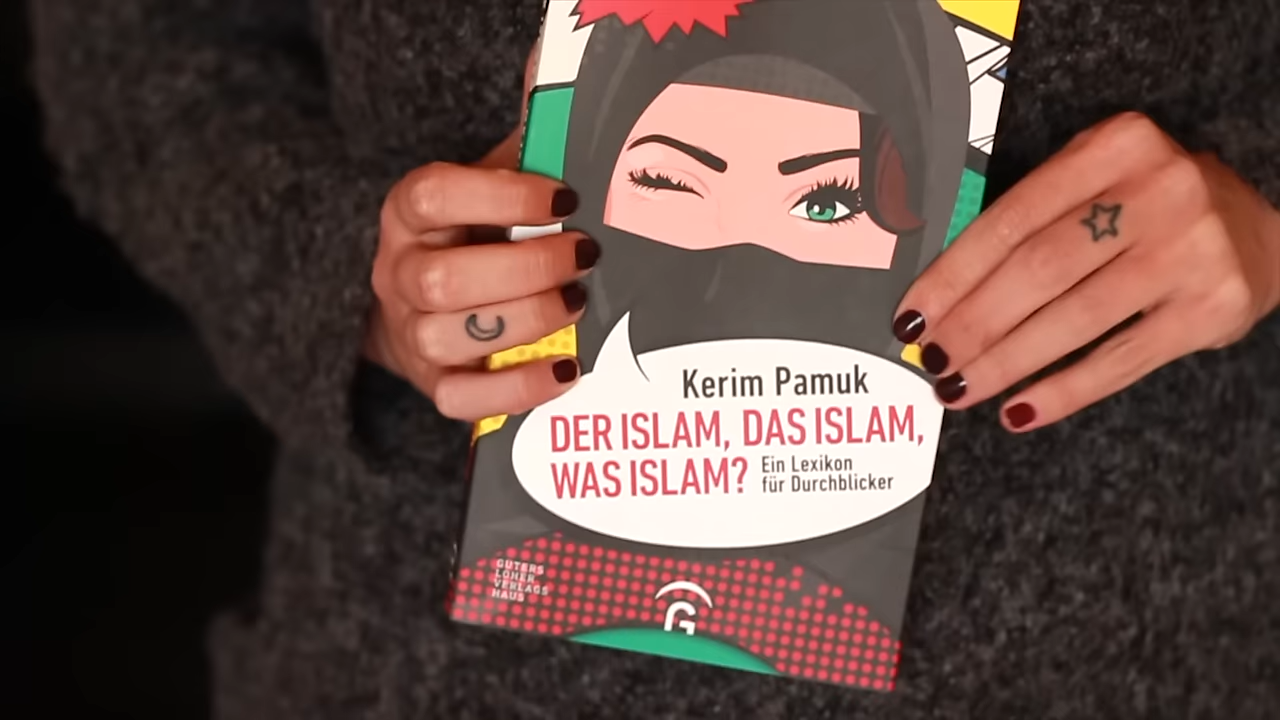 Kerim Pamuk
DER ISLAM, DAS ISLAM,
WAS ISLAM? Ein Lexikon
für Durchblicker
GÜTERS
LOHER
VERLAGS
HAUS
G